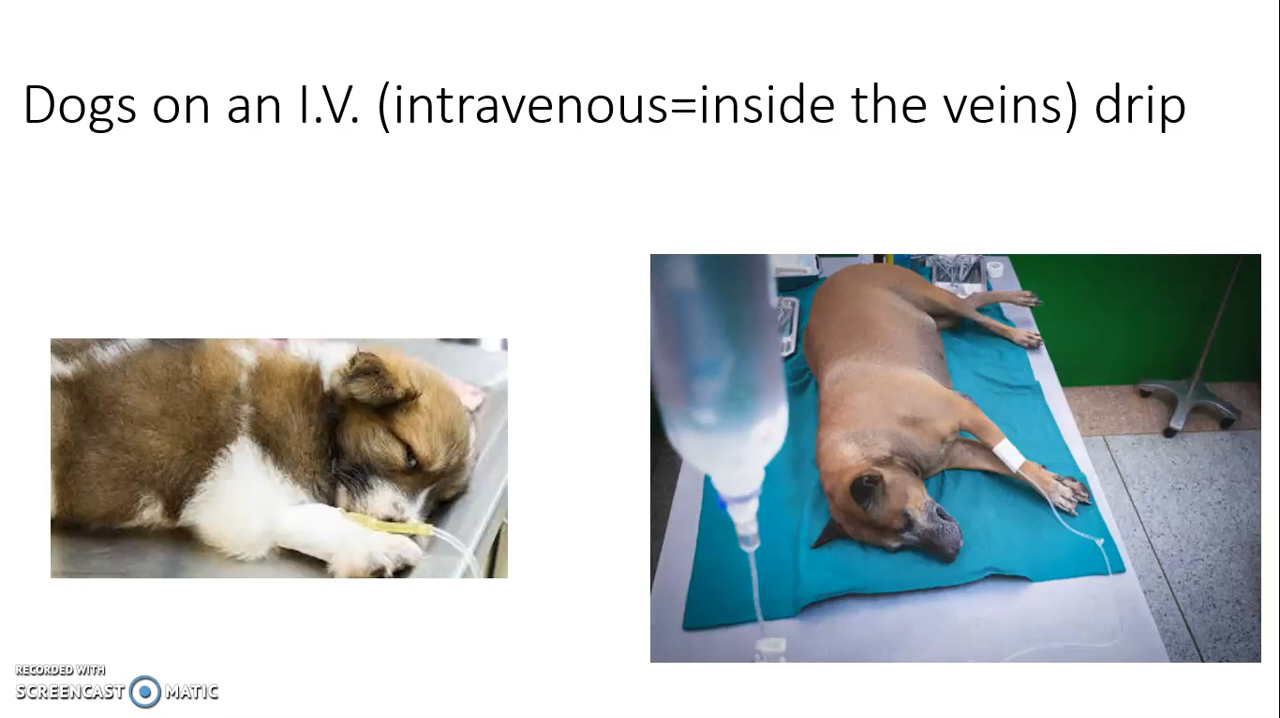 Dogs on an I.V. (intravenous=inside the veins) drip
RECORDED WITH
SCREENCAST MATIC